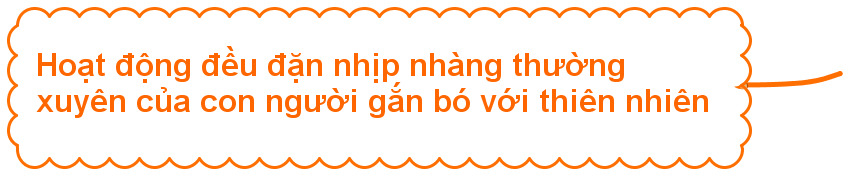 Hoạt động đều đặn nhịp nhàng thường
xuyên của con người gắn bó với thiên nhiên